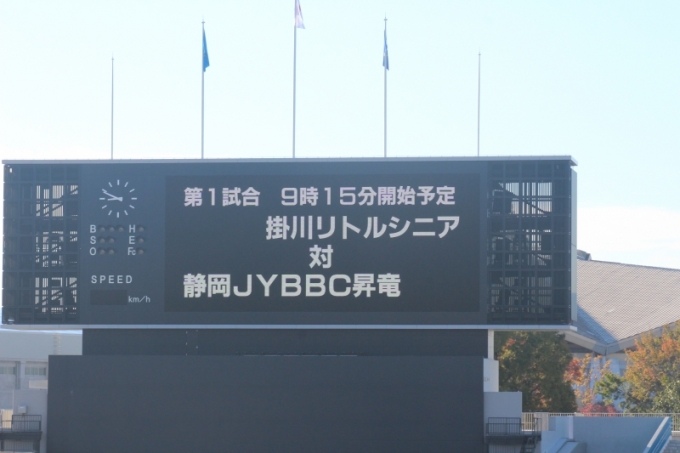 第1試合 9時15分開始予定
掛川リトルシニア
対
静岡JYBBC昇竜
B H
S E
O F
SPEED
km/h